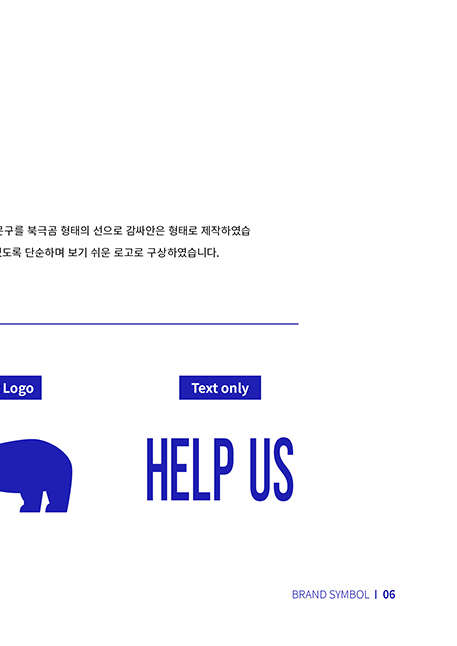 문구를 북극곰 형태의 선으로 감싸안은 형태로 제작하였습
있도록 단순하며 보기 쉬운 로고로 구상하였습니다.
Logo
Text only
HELP US
BRAND SYMBOL | 06